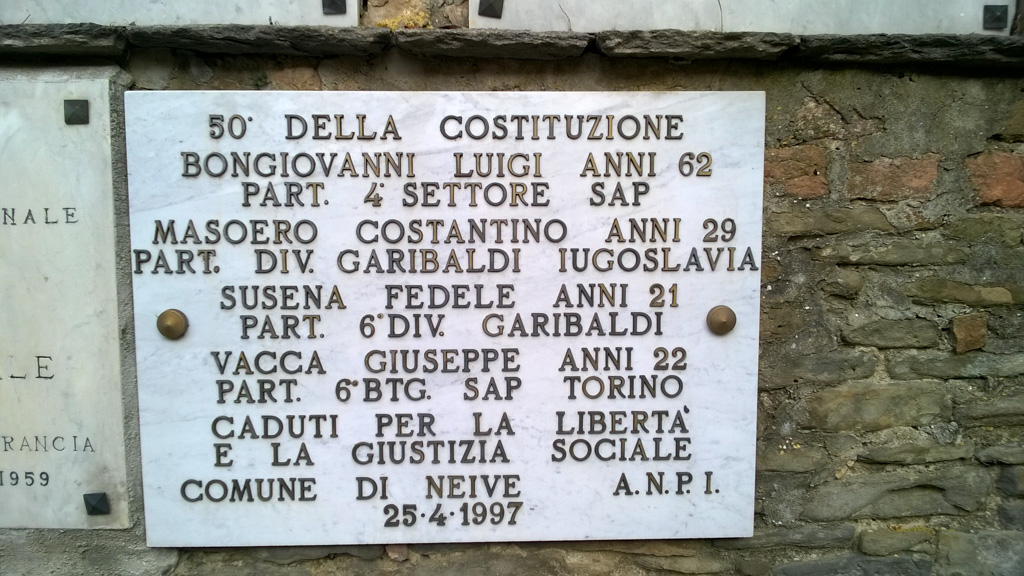 50° DELLA COSTITUZIONE
BONGIOVANNI LUIGI ANNI 62
PART. 4° SETTORE SAP
MASOERO COSTANTINO ANNI 29
PART. DIV. GARIBALDI IUGOSLAVIA
SUSENA FEDELE ANNI 21
PART. 6° DIV. GARIBALDI
VACCA GIUSEPPE ANNI 22
PART. 6° BTG. SAP TORINO
CADUTI PER LA LIBERTÀ
E LA GIUSTIZIA SOCIALE
COMUNE DI NEIVE A.N.P.I.
25·4·1997
NALE
LE
RANCIA
1959